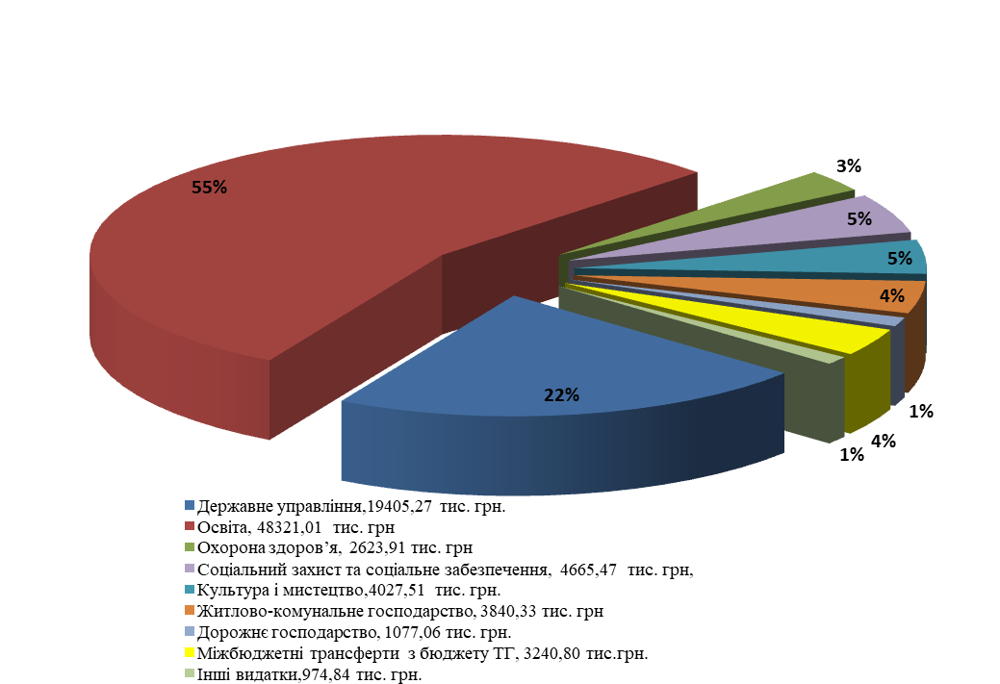 55%
3%
5%
5%
4%
22%
1%
4%
1%
Державне управління,19405,27 тис. грн.
Освіта, 48321,01 тис. грн
Охорона здоров’я, 2623,91 тис. грн
Соціальний захист та соціальне забезпечення, 4665,47 тис. грн,
Культура і мистецтво,4027,51 тис. грн.
Житлово-комунальне господарство, 3840,33 тис. грн
Дорожнє господарство, 1077,06 тис. грн.
Міжбюджетні трансферти з бюджету ТГ, 3240,80 тис.грн.
Інші видатки,974,84 тис. грн.